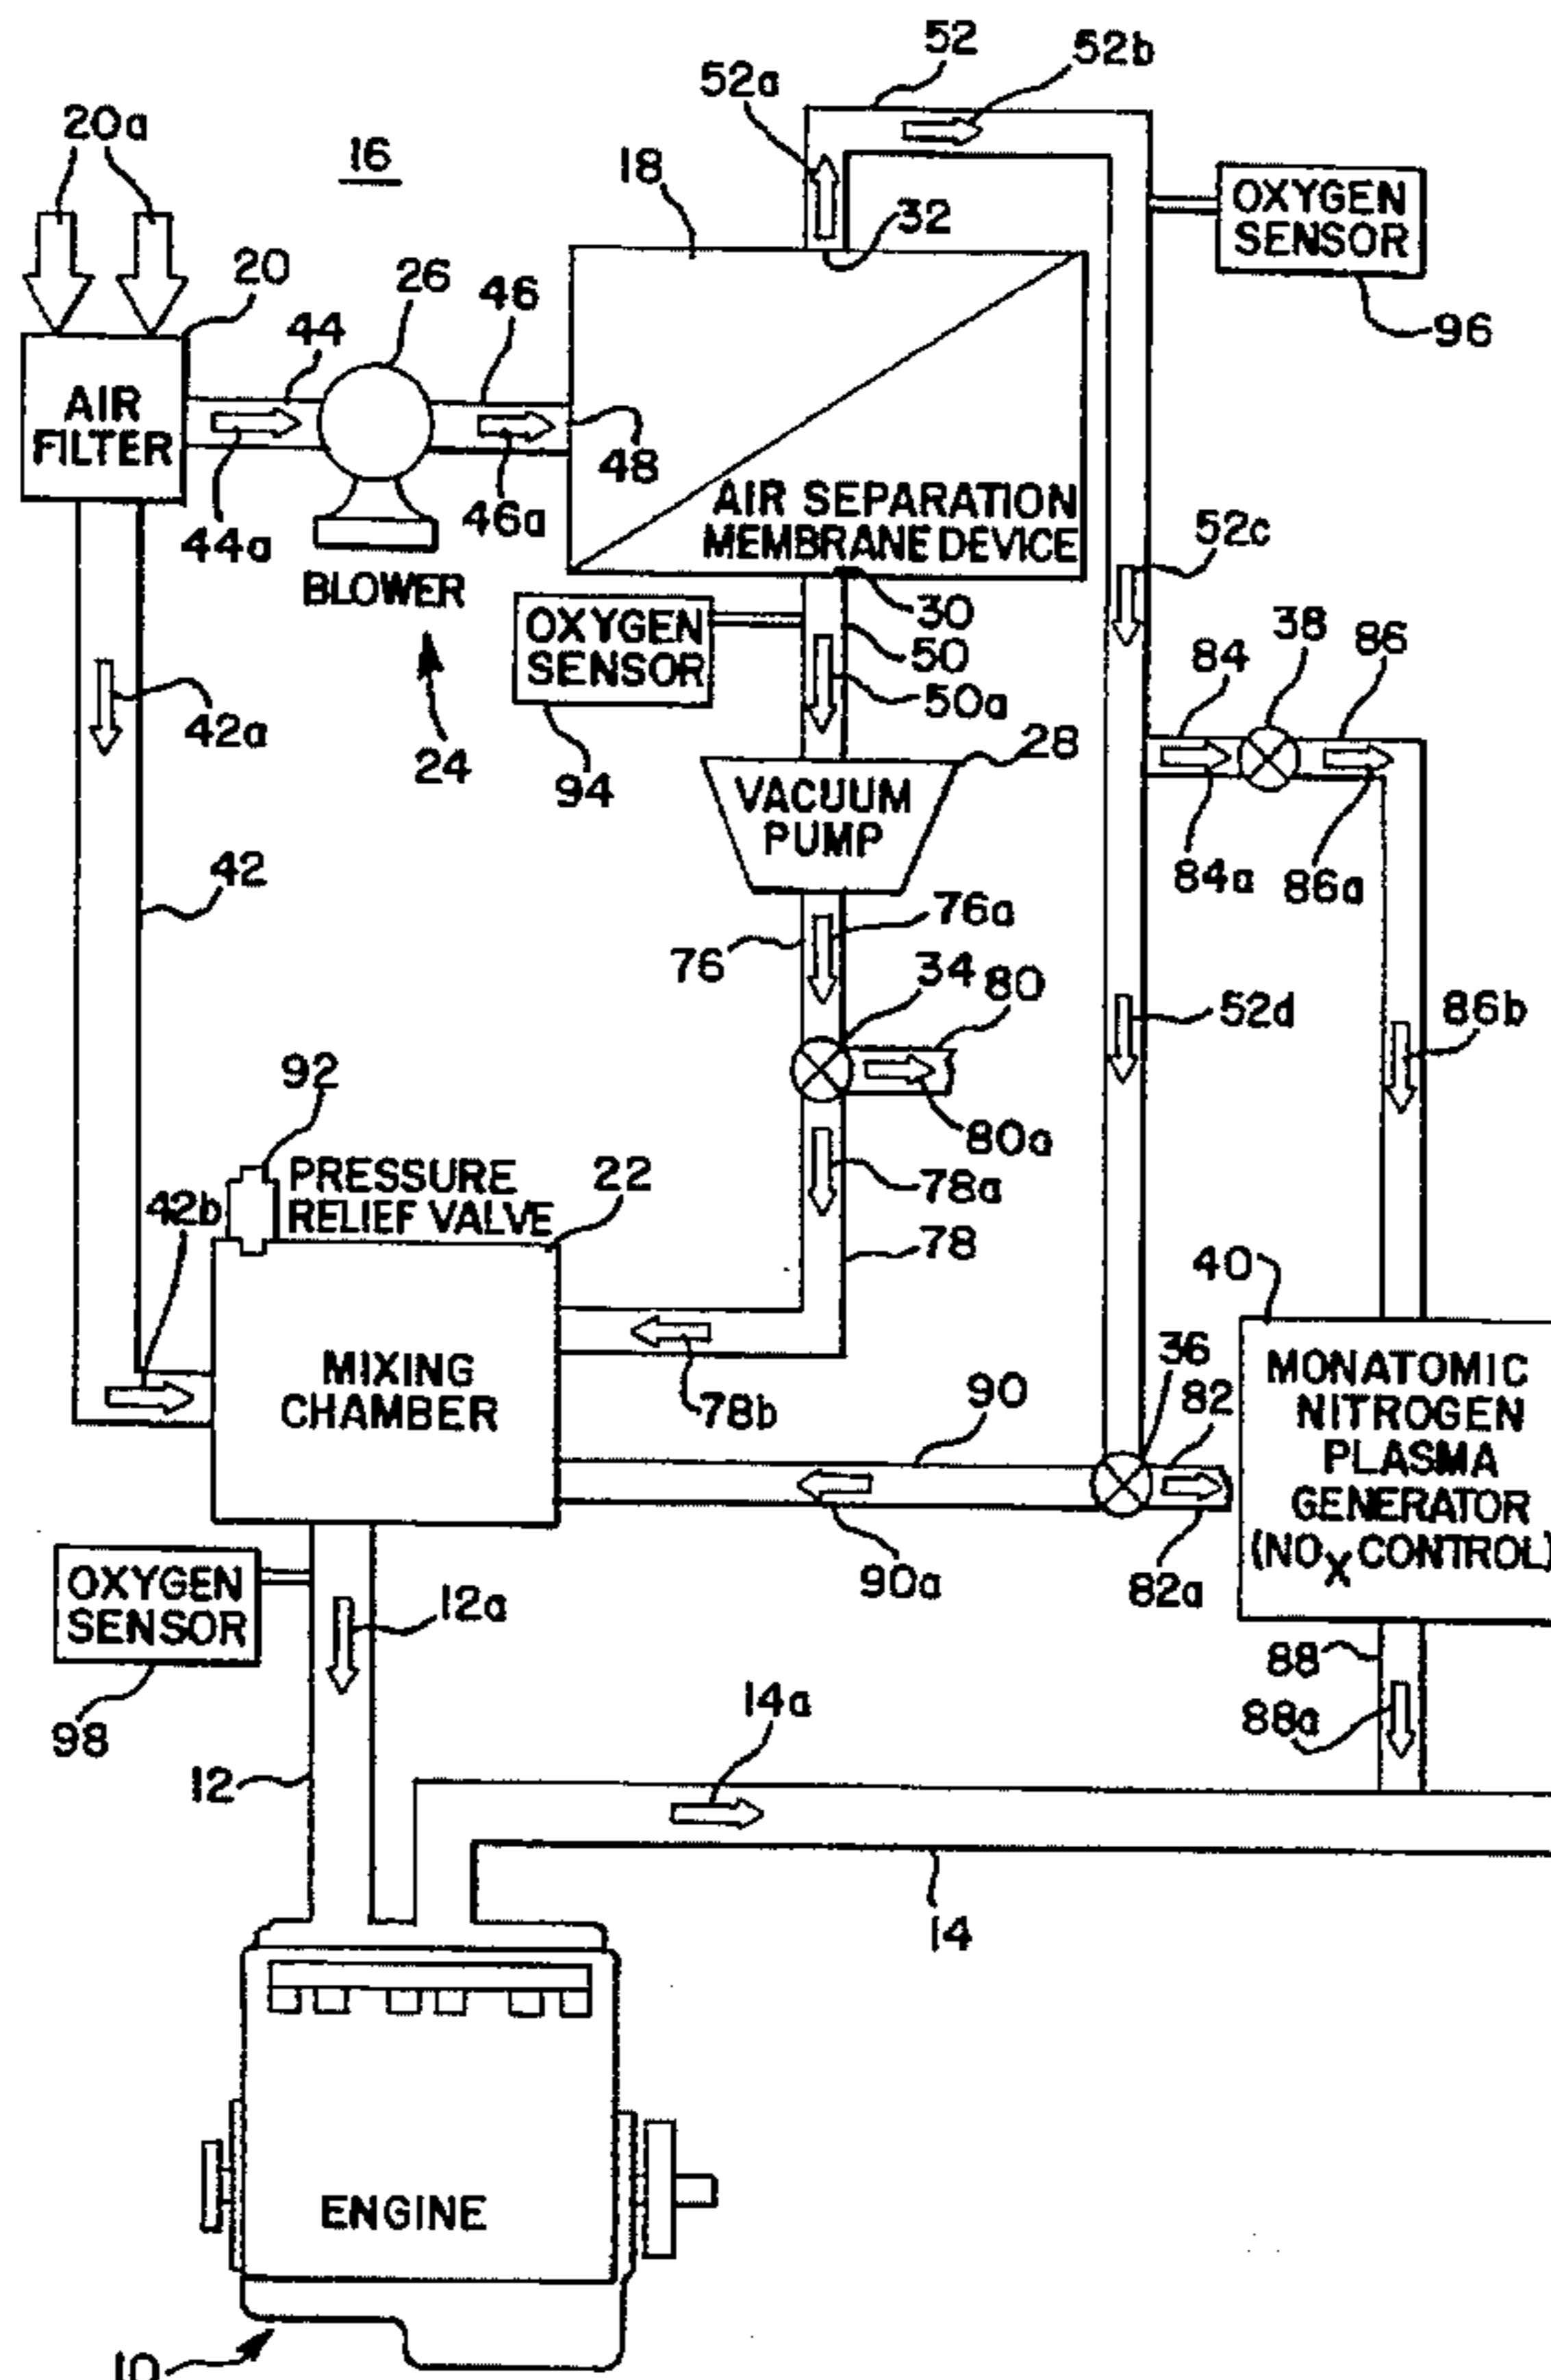 52
52b
52a
20a
16
18
32
OXYGEN
SENSOR
20
26
46
44
96
AIR
FILTER
48
44a
46a
AIR SEPARATION
MEMBRANE DEVICE
52c
BLOWER
30
38
OXYGEN
SENSOR
50
84
86
50a
42a
24
94
28
VACUUM
PUMP
84a
86a
42
76a
76
34
80
52d
86b
92
80a
PRESSURE
RELIEF VALVE
22
78a
42b
78
40
MIXING
CHAMBER
78b
90
36
82
MONATOMIC
NITROGEN
PLASMA
GENERATOR
(NOX CONTROL)
OXYGEN
SENSOR
12a
90a
82a
98
88
14a
88a
12
14
ENGINE
10